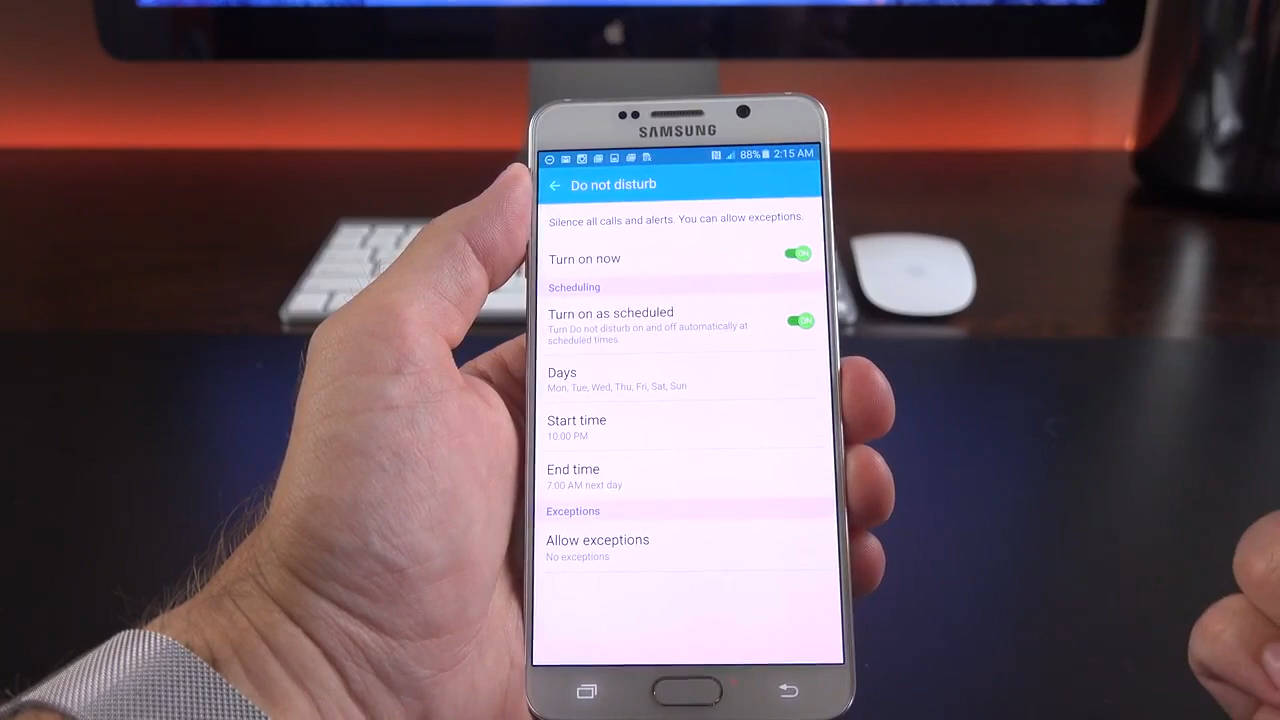 SAMSUNG
88% 2:15 AM
Do not disturb
Silence all calls and alerts. You can allow exceptions.
Turn on now
ON
Scheduling
Turn on as scheduled
ON
Turn Do not disturb on and off automatically at
scheduled times.
Days
Mon, Tue, Wed, Thu, Fri, Sat, Sun
Start time
10:00 PM
End time
7:00 AM next day
Exceptions
Allow exceptions
No exceptions